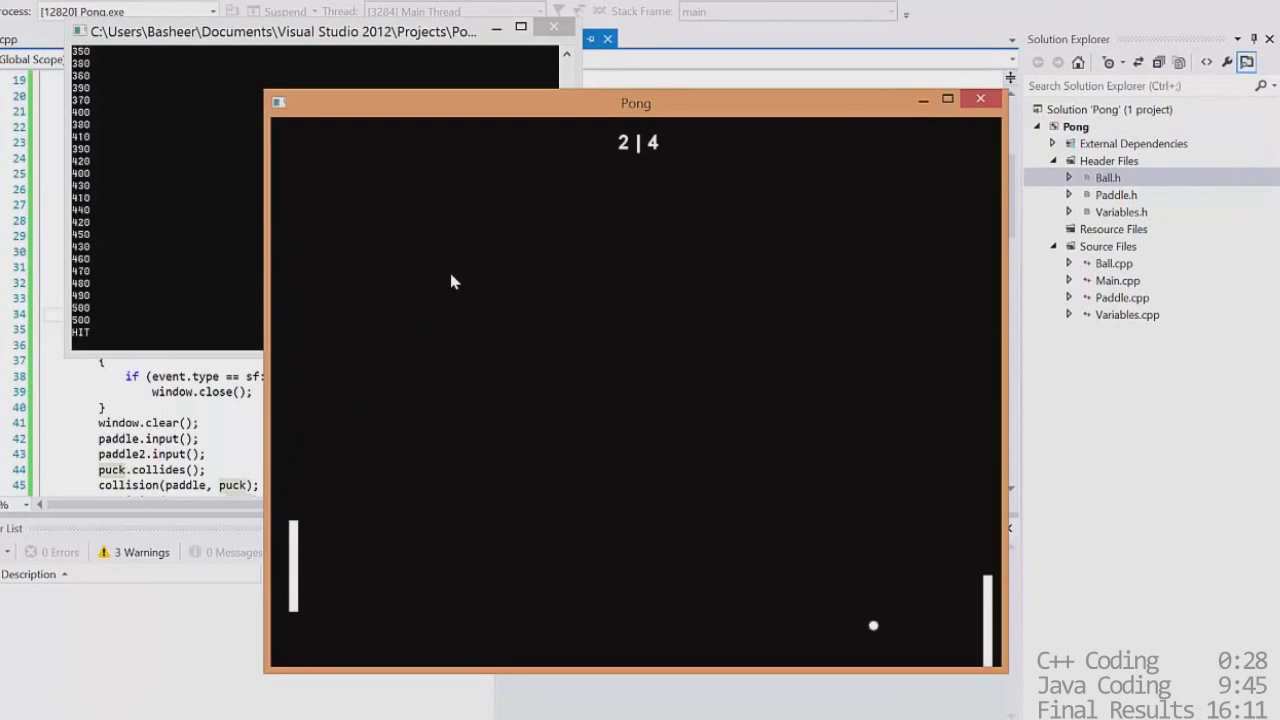 rocess: [12820] Pong.exe Suspend Thread: [3284] Main Thread Stack Frame: main
C:\Users\Basheer\Documents\Visual Studio 2012\Projects\Po...
cpp
Global Scope)
350
380
360
390
370
400
380
410
390
420
400
430
410
440
420
450
430
460
470
480
490
500
500
HIT
Pong
2 | 4
19
20
21
22
23
24
25
26
27
28
29
30
31
32
33
34
35
36
37 {
38 if (event.type == sf:
39 window.close();
40 }
41 window.clear();
42 paddle.input();
43 paddle2.input();
44 puck.collides();
45 collision(paddle, puck);
%
r List
0 Errors 3 Warnings 0 Messages
Description
Solution Explorer
Search Solution Explorer (Ctrl+;)
Solution 'Pong' (1 project)
Pong
External Dependencies
Header Files
Ball.h
Paddle.h
Variables.h
Resource Files
Source Files
Ball.cpp
Main.cpp
Paddle.cpp
Variables.cpp
C++ Coding 0:28
Java Coding 9:45
Final Results 16:11